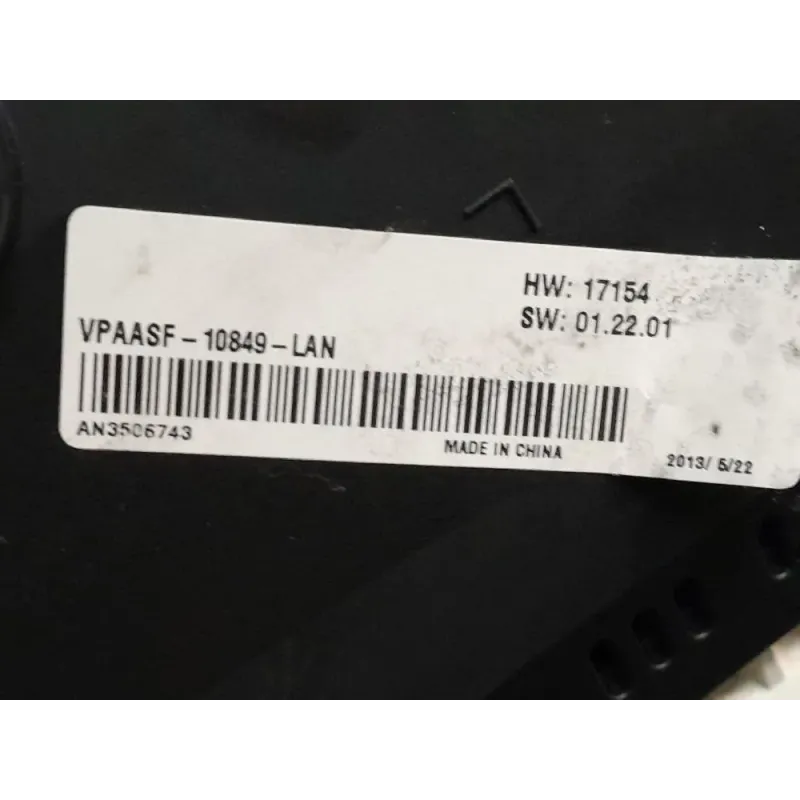 HW: 17154
SW: 01.22.01
VPAASF-10849-LAN
AN3506743
MADE IN CHINA
2013/ 5/22